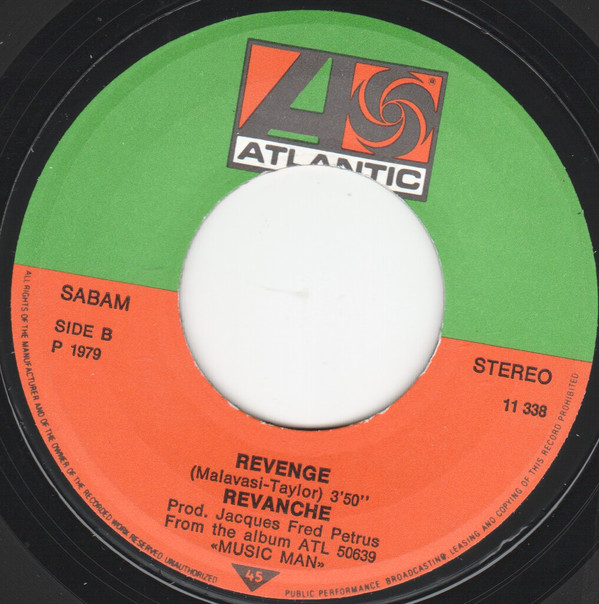 ATLANTIC
®
SABAM
SIDE B
P 1979
STEREO
11 338
REVENGE
(Malavasi-Taylor) 3'50"
REVANCHE
Prod. Jacques Fred Petrus
From the album ATL 50639
«MUSIC MAN»
45
ALL RIGHTS OF THE MANUFACTURER AND OF THE OWNER OF THE RECORDED WORK RESERVED UNAUTHORIZED
PUBLIC PERFORMANCE BROADCASTING LEASING AND COPYING OF THIS RECORD PROHIBITED